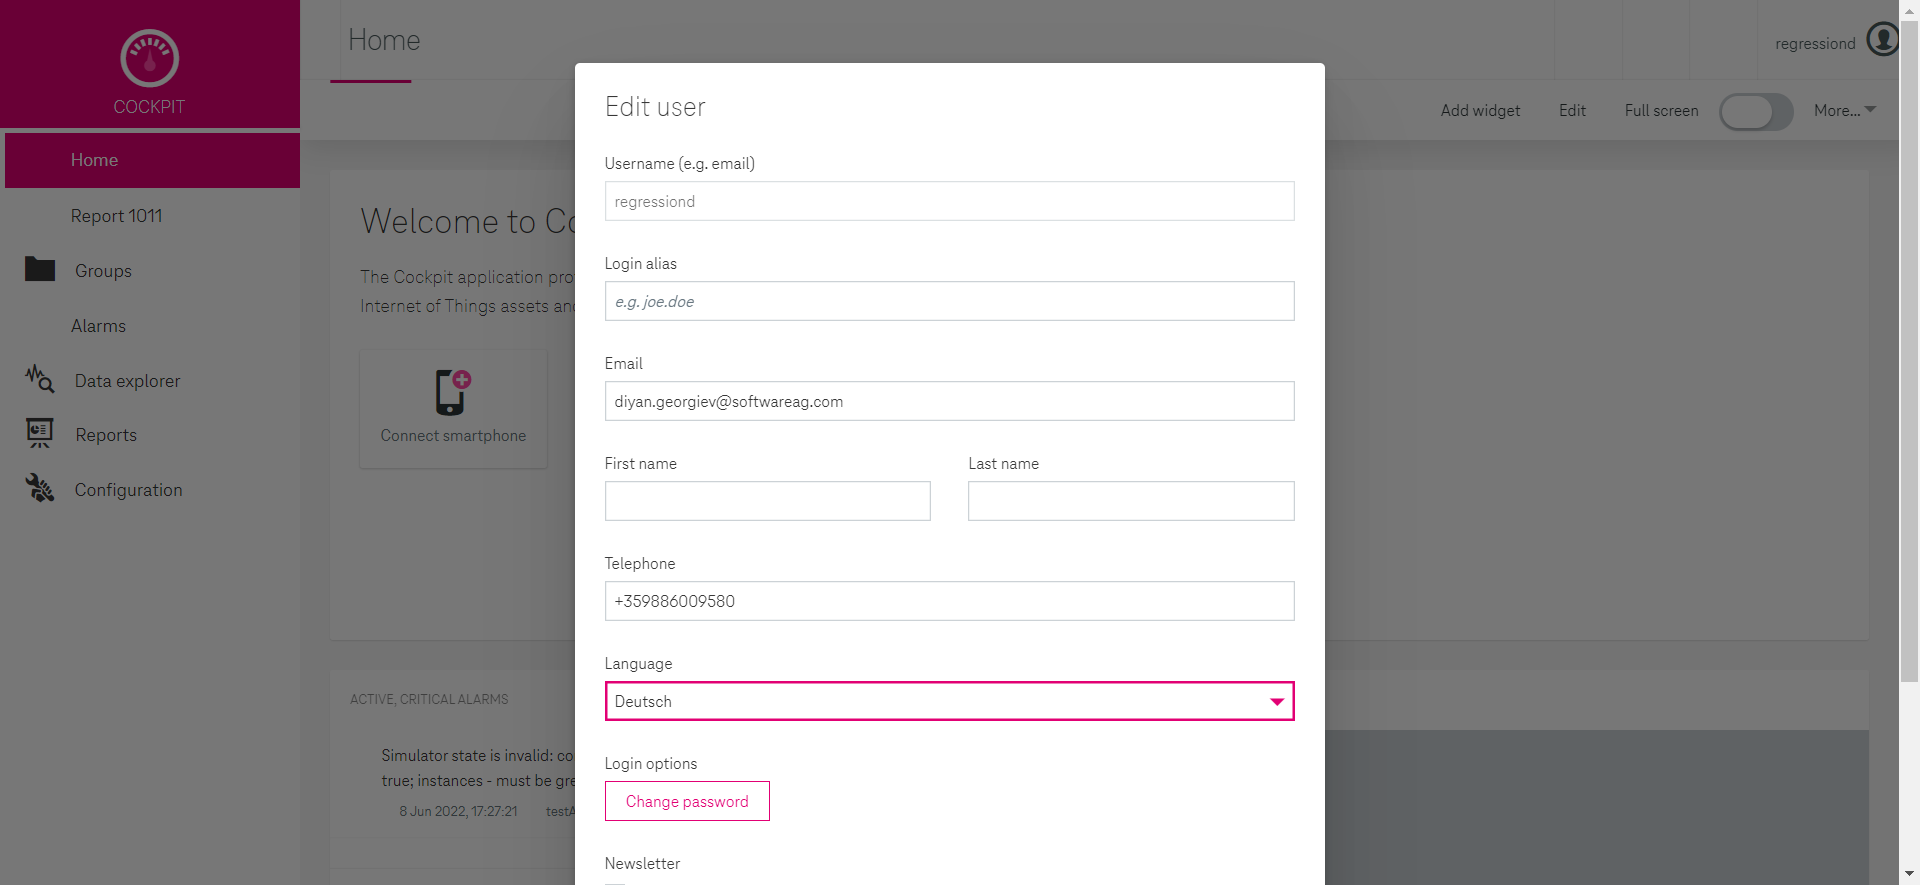 COCKPIT
Home
Report 1011
Groups
Alarms
Data explorer
Reports
Configuration
Home
regressiond
Add widget
Edit
Full screen
More...
Welcome to Co
The Cockpit application pro
Internet of Things assets and
Connect smartphone
ACTIVE, CRITICAL ALARMS
Simulator state is invalid: co
true; instances - must be gre
8 Jun 2022, 17:27:21 testA
Edit user
Username (e.g. email)
regressiond
Login alias
e.g. joe.doe
Email
diyan.georgiev@softwareag.com
First name Last name
Telephone
+359886009580
Language
Deutsch
Login options
Change password
Newsletter